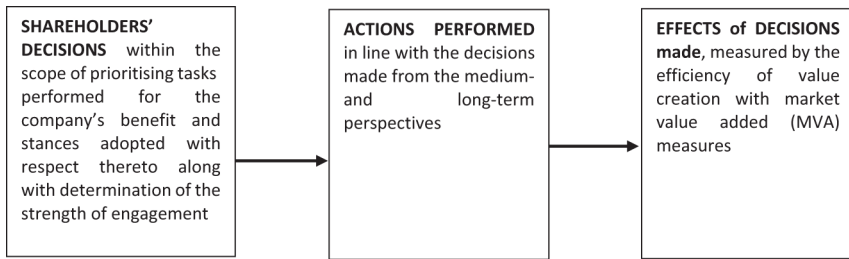 SHAREHOLDERS’
DECISIONS within the
scope of prioritising tasks
performed for the
company’s benefit and
stances adopted with
respect thereto along
with determination of the
strength of engagement
ACTIONS PERFORMED
in line with the decisions
made from the medium-
and long-term
perspectives
EFFECTS of DECISIONS
made, measured by the
efficiency of value
creation with market
value added (MVA)
measures